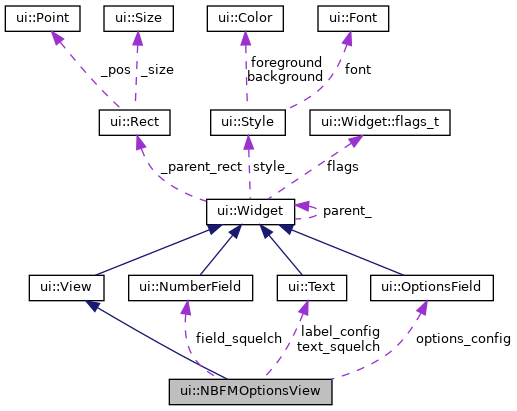 ui::Point
ui::Size
ui::Color
ui::Font
_pos
_size
foreground
background
font
ui::Rect
ui::Style
ui::Widget::flags_t
_parent_rect
style_
flags
ui::Widget
parent_
ui::View
ui::NumberField
ui::Text
ui::OptionsField
field_squelch
label_config
text_squelch
options_config
ui::NBFMOptionsView